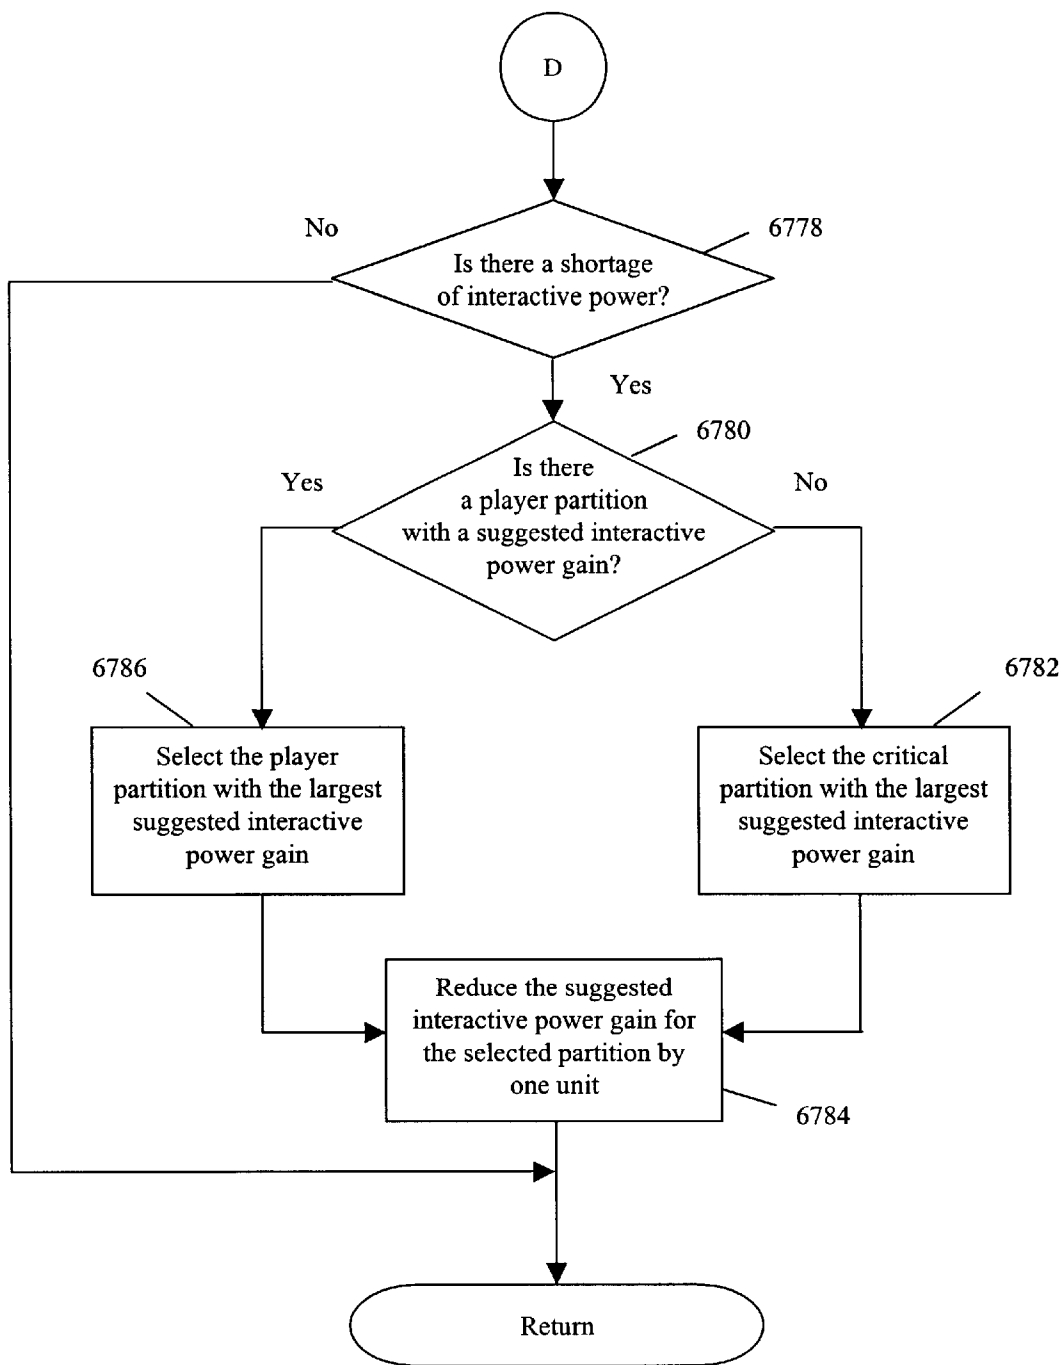 D
No
6778
Is there a shortage
of interactive power?
Yes
6780
Is there
a player partition
with a suggested interactive
power gain?
Yes
No
6786
6782
Select the player
partition with the largest
suggested interactive
power gain
Select the critical
partition with the largest
suggested interactive
power gain
Reduce the suggested
interactive power gain for
the selected partition by
one unit
6784
Return